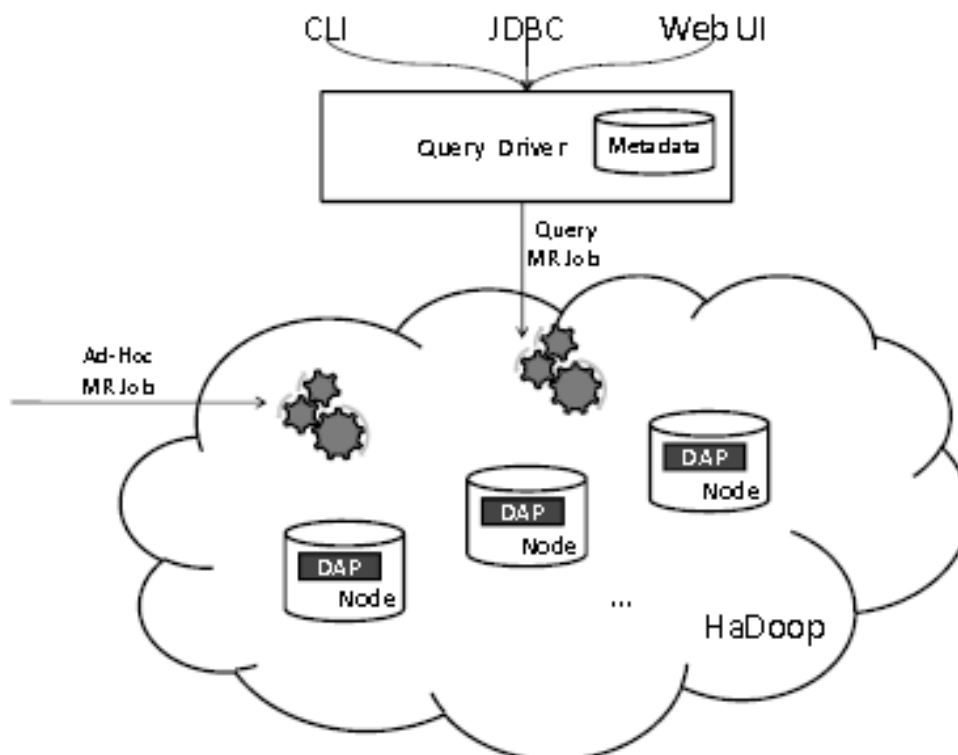 CLI
JDBC
Web UI
Query Driver
Metadata
Query
MR Job
Ad-Hoc
MR Job
DAP
Node
DAP
Node
DAP
Node
...
HaDoop